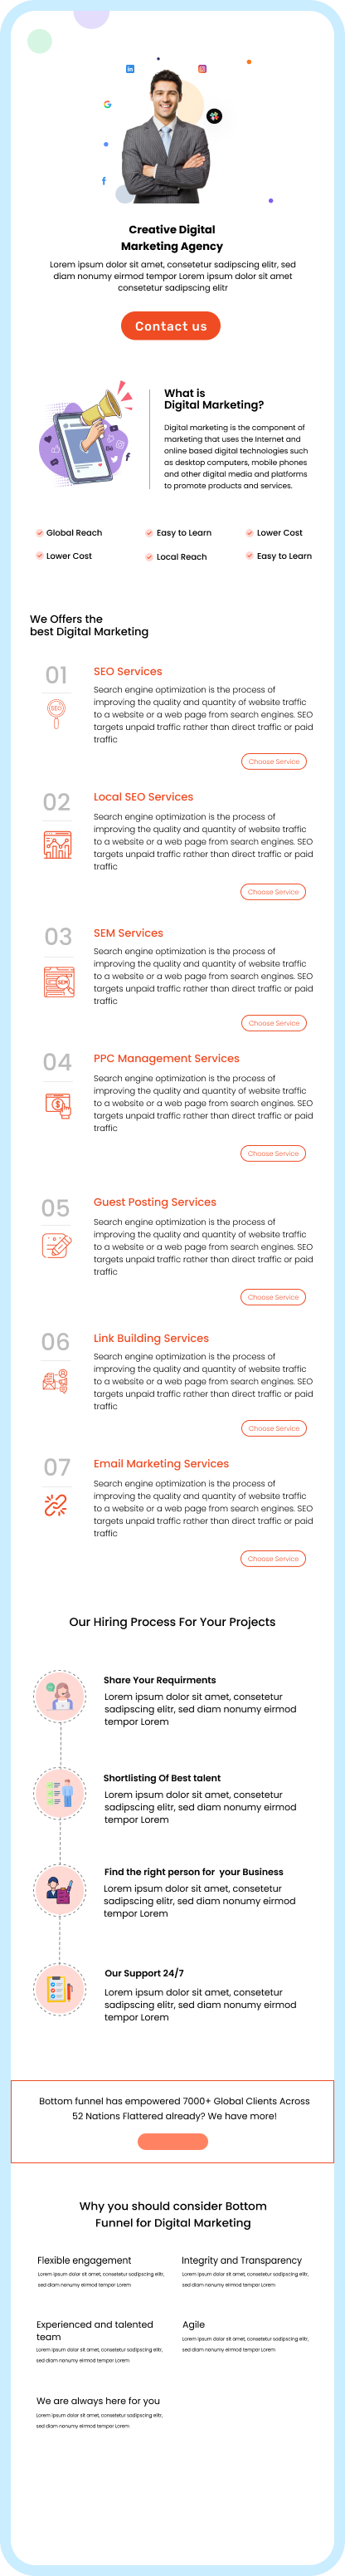 Creative Digital
Marketing Agency
Lorem ipsum dolor sit amet, consetetur sadipscing elitr, sed
diam nonumy eirmod tempor Lorem ipsum dolor sit amet
consetetur sadipscing elitr
Contact us
What is
Digital Marketing?
Digital marketing is the component of
marketing that uses the Internet and
online based digital technologies such
as desktop computers, mobile phones
and other digital media and platforms
to promote products and services.
Global Reach
Easy to Learn
Lower Cost
Lower Cost
Local Reach
Easy to Learn
We Offers the
best Digital Marketing
01
SEO Services
SEO
Search engine optimization is the process of
improving the quality and quantity of website traffic
to a website or a web page from search engines. SEO
targets unpaid traffic rather than direct traffic or paid
traffic
Choose Service
02
Local SEO Services
Search engine optimization is the process of
improving the quality and quantity of website traffic
to a website or a web page from search engines. SEO
targets unpaid traffic rather than direct traffic or paid
traffic
Choose Service
03
SEM Services
SEM
Search engine optimization is the process of
improving the quality and quantity of website traffic
to a website or a web page from search engines. SEO
targets unpaid traffic rather than direct traffic or paid
traffic
Choose Service
04
PPC Management Services
Search engine optimization is the process of
improving the quality and quantity of website traffic
to a website or a web page from search engines. SEO
targets unpaid traffic rather than direct traffic or paid
traffic
Choose Service
05
Guest Posting Services
Search engine optimization is the process of
improving the quality and quantity of website traffic
to a website or a web page from search engines. SEO
targets unpaid traffic rather than direct traffic or paid
traffic
Choose Service
06
Link Building Services
Search engine optimization is the process of
improving the quality and quantity of website traffic
to a website or a web page from search engines. SEO
targets unpaid traffic rather than direct traffic or paid
traffic
Choose Service
07
Email Marketing Services
Search engine optimization is the process of
improving the quality and quantity of website traffic
to a website or a web page from search engines. SEO
targets unpaid traffic rather than direct traffic or paid
traffic
Choose Service
Our Hiring Process For Your Projects
Share Your Requirments
Lorem ipsum dolor sit amet, consetetur
sadipscing elitr, sed diam nonumy eirmod
tempor Lorem
Shortlisting Of Best talent
Lorem ipsum dolor sit amet, consetetur
sadipscing elitr, sed diam nonumy eirmod
tempor Lorem
Find the right person for your Business
Lorem ipsum dolor sit amet, consetetur
sadipscing elitr, sed diam nonumy eirmod
tempor Lorem
Our Support 24/7
Lorem ipsum dolor sit amet, consetetur
sadipscing elitr, sed diam nonumy eirmod
tempor Lorem
Bottom funnel has empowered 7000+ Global Clients Across
52 Nations Flattered already? We have more!
Why you should consider Bottom
Funnel for Digital Marketing
Flexible engagement
Lorem ipsum dolor sit amet, consetetur sadipscing elitr,
sed diam nonumy eirmod tempor Lorem
Integrity and Transparency
Lorem ipsum dolor sit amet, consetetur sadipscing elitr,
sed diam nonumy eirmod tempor Lorem
Experienced and talented
team
Lorem ipsum dolor sit amet, consetetur sadipscing elitr,
sed diam nonumy eirmod tempor Lorem
Agile
Lorem ipsum dolor sit amet, consetetur sadipscing elitr,
sed diam nonumy eirmod tempor Lorem
We are always here for you
Lorem ipsum dolor sit amet, consetetur sadipscing elitr,
sed diam nonumy eirmod tempor Lorem